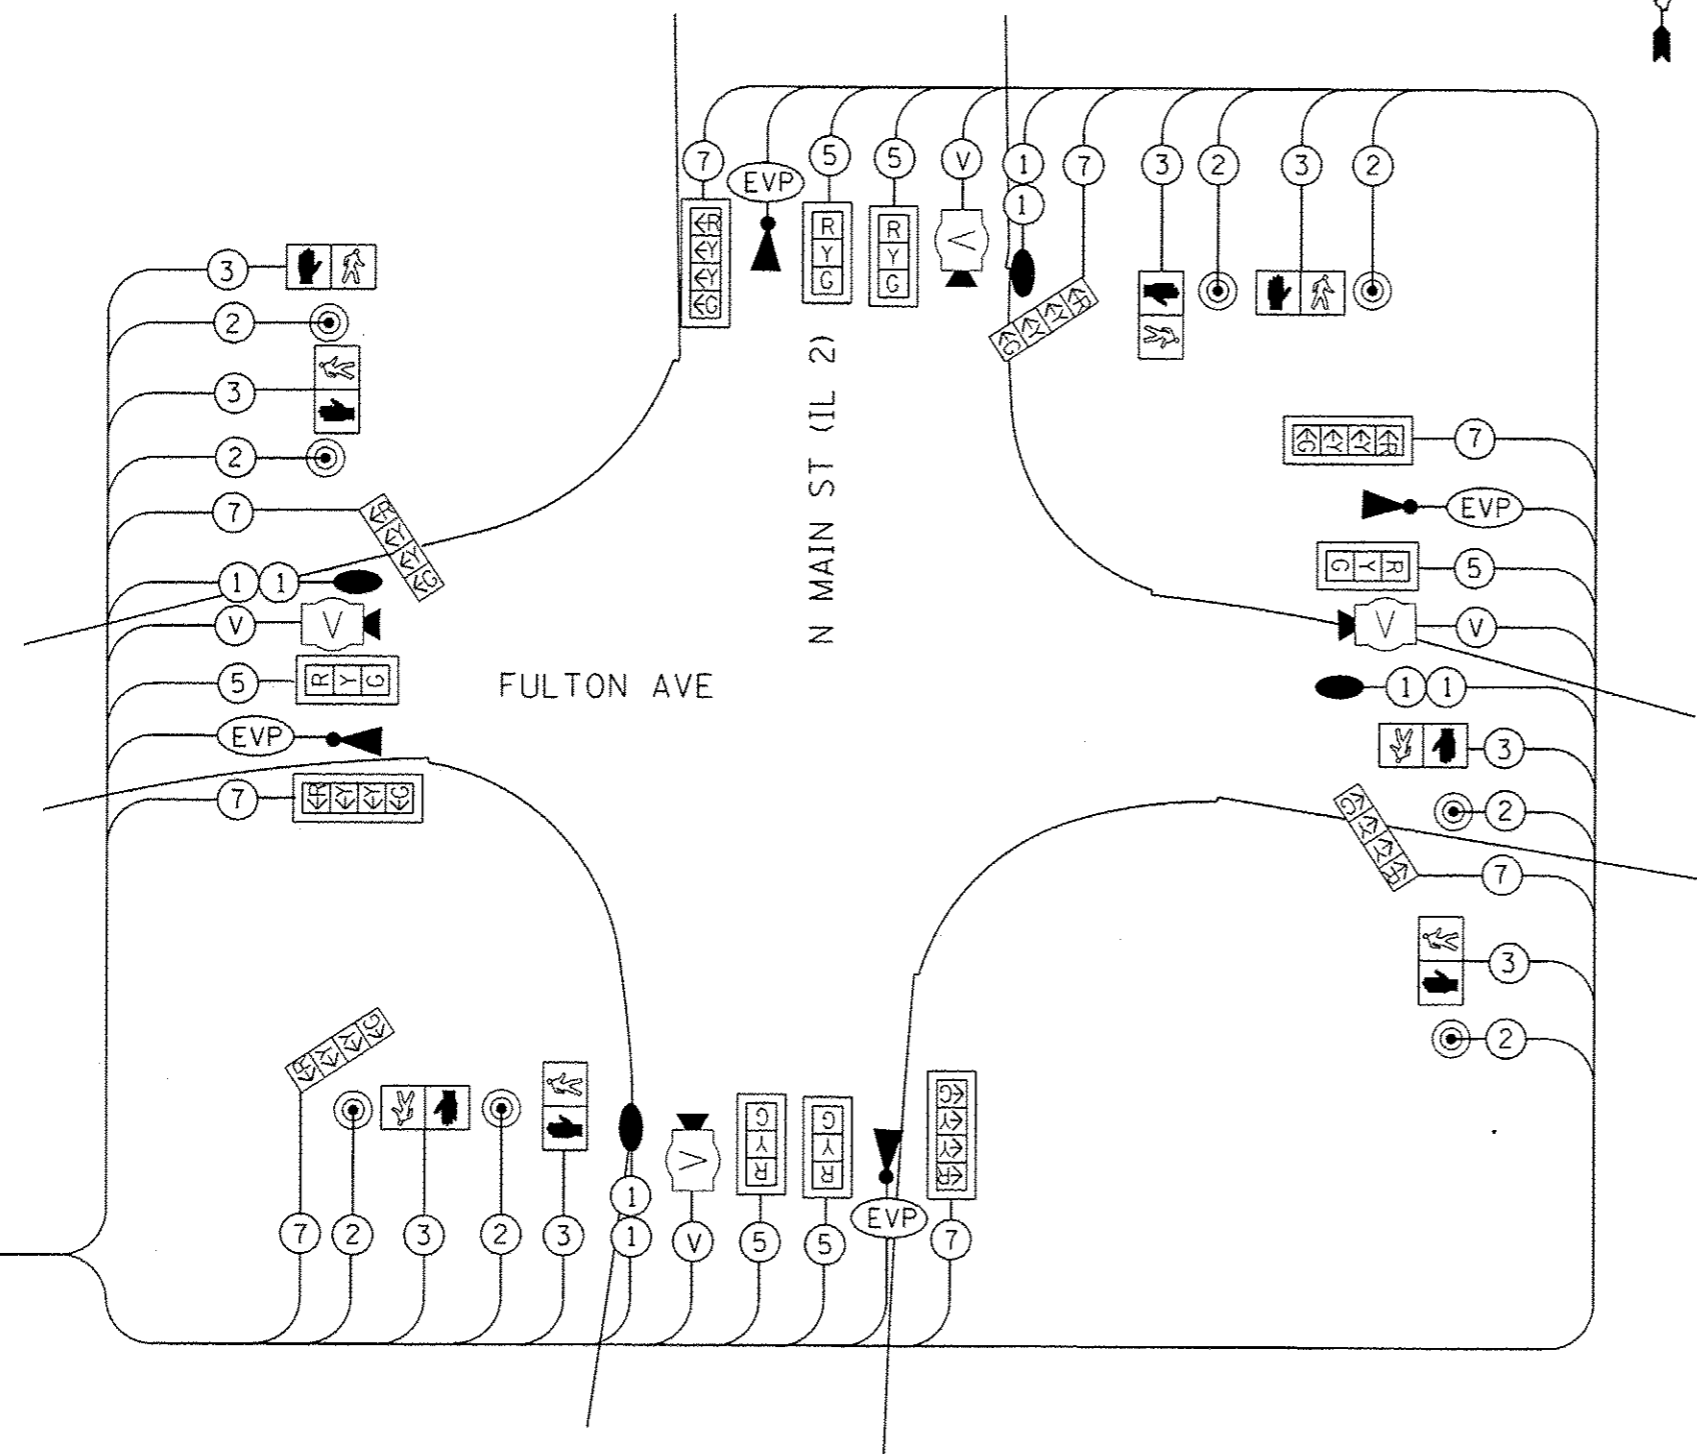 7 EVP 5 5 V 1 7 3 2 3 2
1
←R ←Y ←Y ←G
R Y G
R Y G
V
←R ←Y ←Y ←G
3
2
3
2
7 ←R ←Y ←Y ←G
1 1
V V
5 R Y G
EVP
7 ←R ←Y ←Y ←G
N MAIN ST (IL 2)
FULTON AVE
←G ←Y ←Y ←R 7
EVP
G Y R 5
V V
1 1
3
2
←G ←Y ←Y ←R 7
3
2
←R ←Y ←Y ←G
V
G Y R
G Y R
←G ←Y ←Y ←R
1
7 2 3 2 3 1 V 5 5 EVP 7